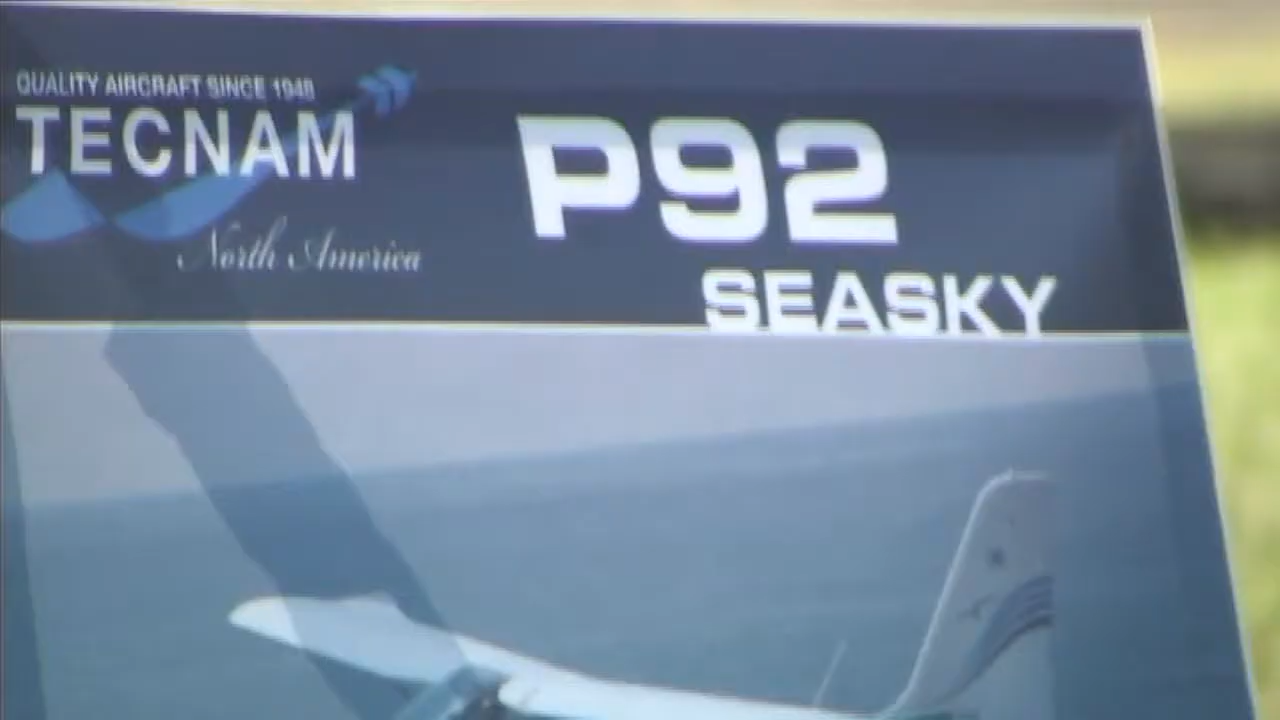 QUALITY AIRCRAFT SINCE 1948
TECNAM
North America
P92
SEASKY